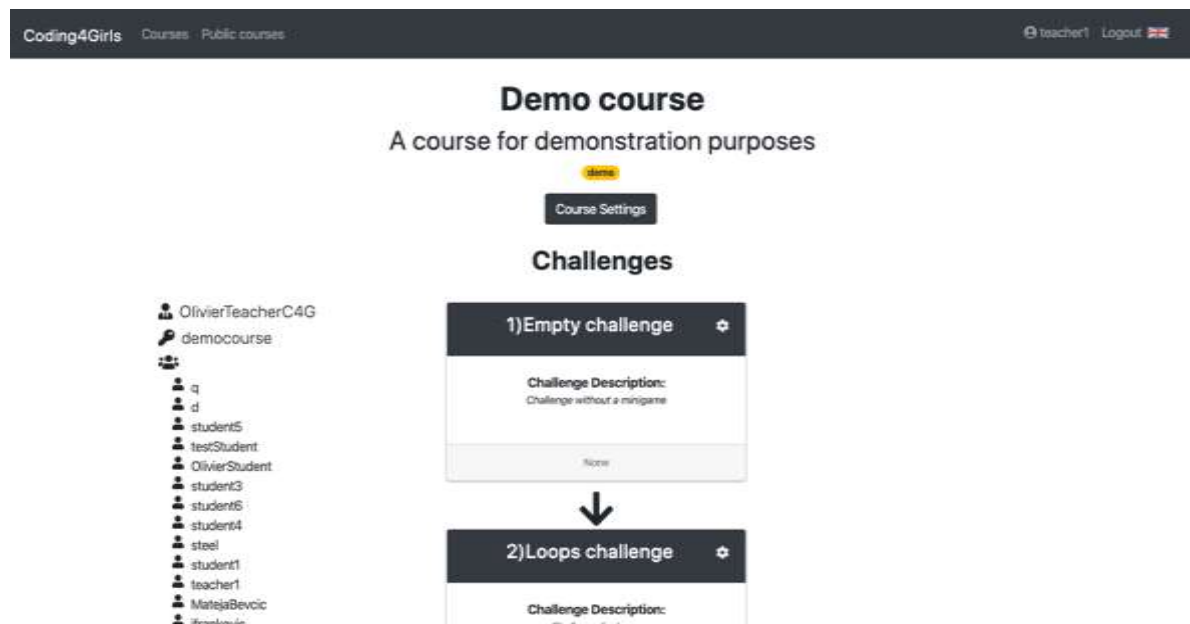 Coding4Girls Courses Public courses teacher1 Logout
Demo course
A course for demonstration purposes
demo
Course Settings
Challenges
OlivierTeacherC4G
democourse
q
d
student5
testStudent
OlivierStudent
student3
student6
student4
steel
student1
teacher1
MatejaBevcic
1)Empty challenge
Challenge Description:
Challenge without a minigame
None
2)Loops challenge
Challenge Description: